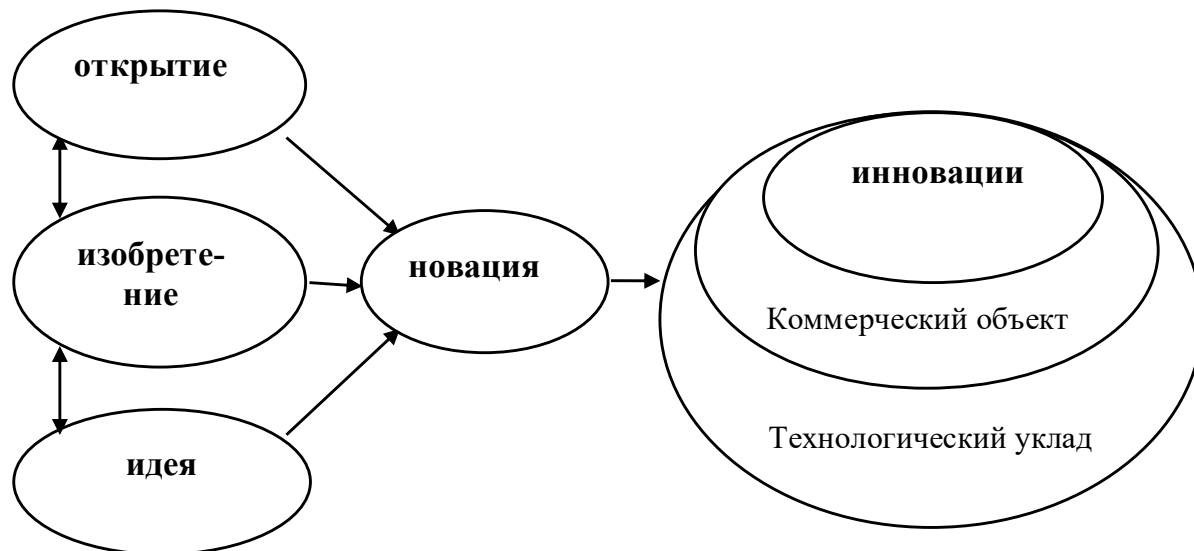 открытие
изобрете-
ние
идея
новация
инновации
Коммерческий объект
Технологический уклад